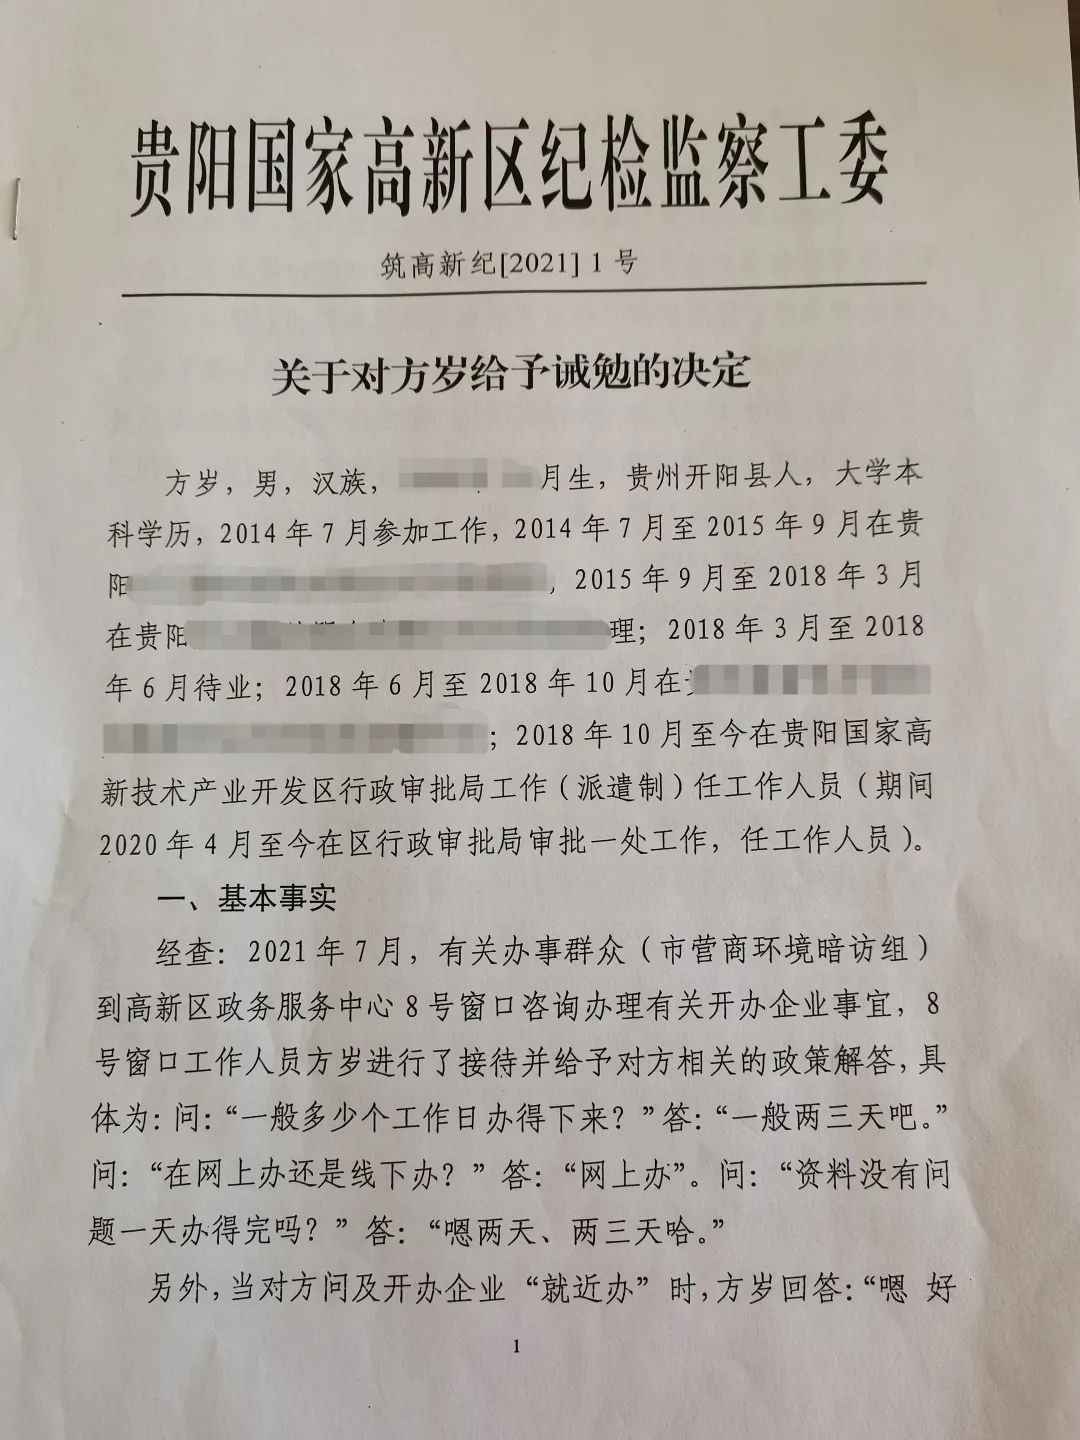 贵阳国家高新区纪检监察工委
筑高新纪[2021] 1 号
关于对方岁给予诫勉的决定
方岁，男，汉族，月生，贵州开阳县人，大学本
科学历，2014 年 7 月参加工作，2014 年 7 月至 2015 年 9 月在贵
阳，2015 年 9 月至 2018 年 3 月
在贵阳理；2018 年 3 月至 2018
年 6 月待业；2018 年 6 月至 2018 年 10 月在
；2018 年 10 月至今在贵阳国家高
新技术产业开发区行政审批局工作（派遣制）任工作人员（期间
2020 年 4 月至今在区行政审批局审批一处工作，任工作人员）。
一、基本事实
经查：2021 年 7 月，有关办事群众（市营商环境暗访组）
到高新区政务服务中心 8 号窗口咨询办理有关开办企业事宜，8
号窗口工作人员方岁进行了接待并给予对方相关的政策解答，具
体为：问：“一般多少个工作日办得下来？”答：“一般两三天吧。”
问：“在网上办还是线下办？”答：“网上办”。问：“资料没有问
题一天办得完吗？”答：“嗯两天、两三天哈。”
另外，当对方问及开办企业“就近办”时，方岁回答：“嗯 好
1